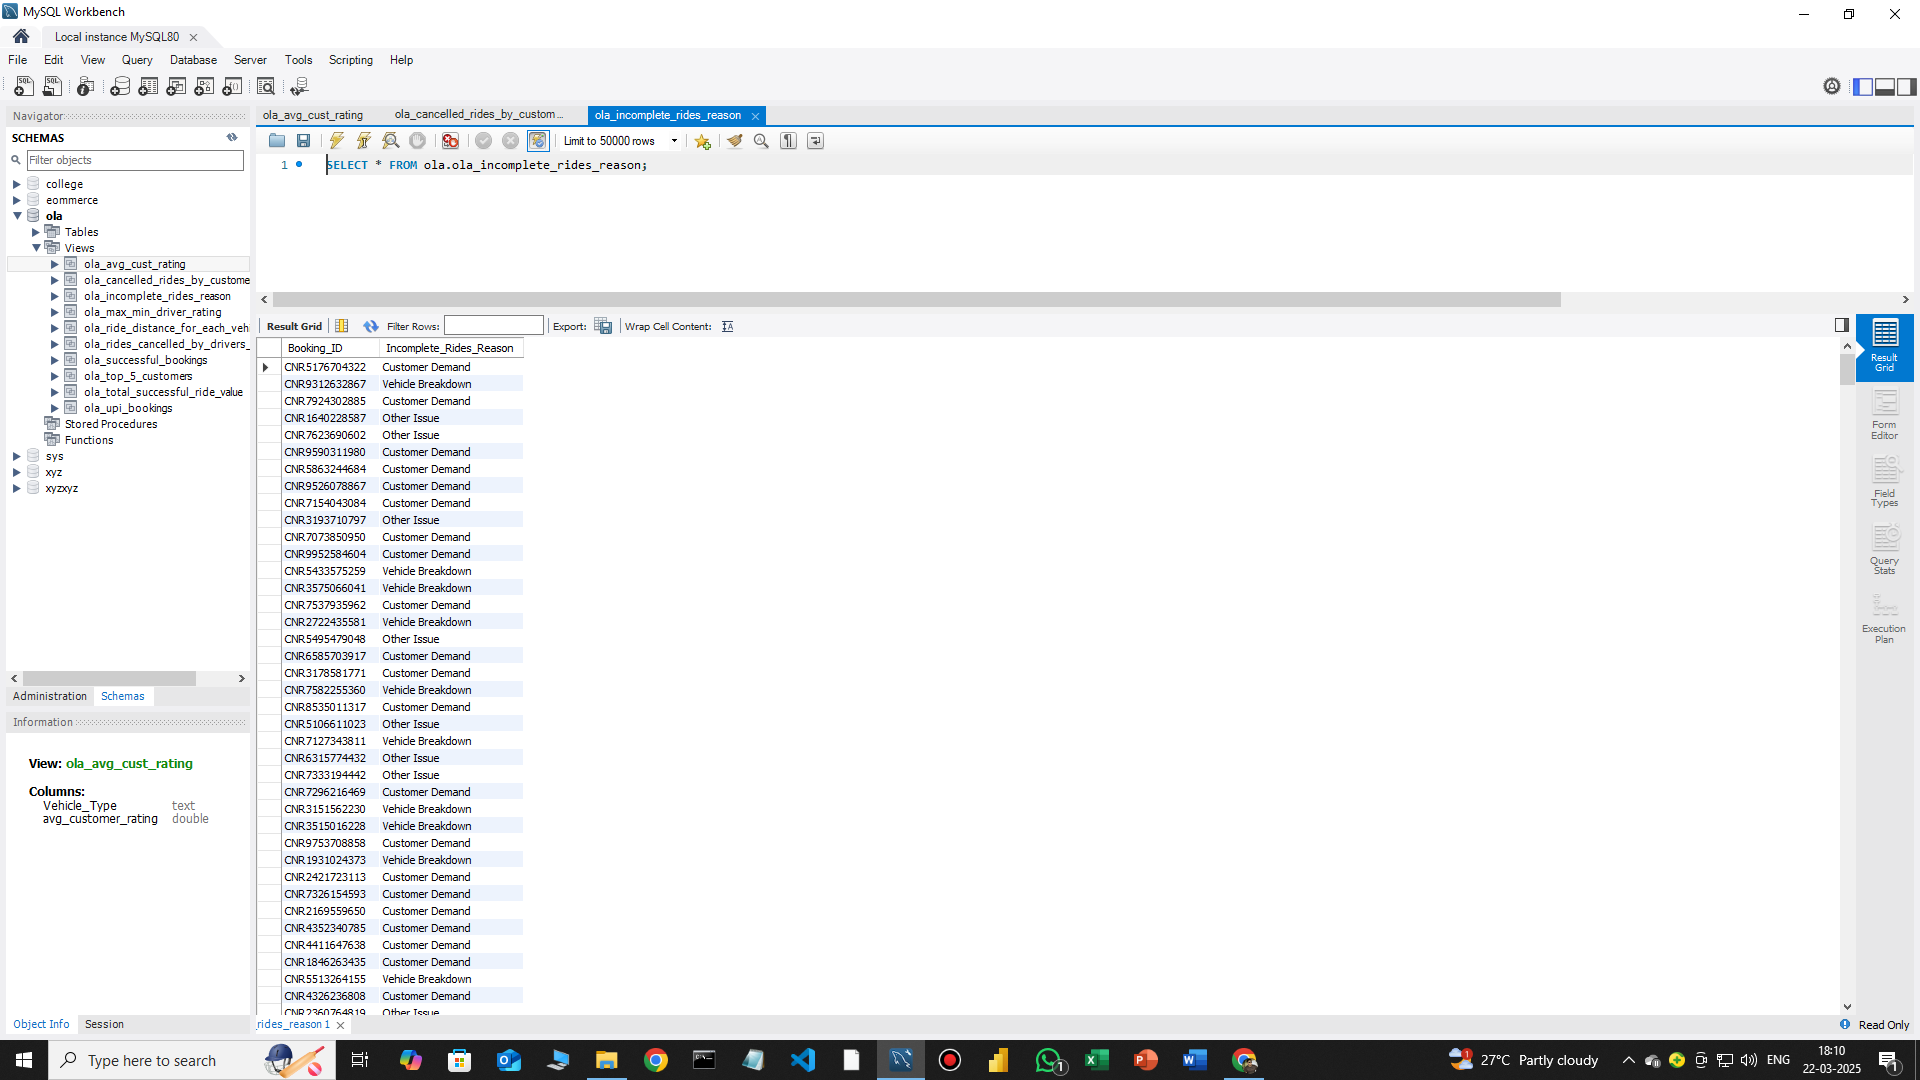 MySQL Workbench
Local instance MySQL80
File Edit View Query Database Server Tools Scripting Help
Navigator
SCHEMAS
Filter objects
college
eommerce
ola
Tables
Views
ola_avg_cust_rating
ola_cancelled_rides_by_custome
ola_incomplete_rides_reason
ola_max_min_driver_rating
ola_ride_distance_for_each_veh
ola_rides_cancelled_by_drivers_
ola_successful_bookings
ola_top_5_customers
ola_total_successful_ride_value
ola_upi_bookings
Stored Procedures
Functions
sys
xyz
xyzxyz
Administration Schemas
Information
View: ola_avg_cust_rating
Columns:
Vehicle_Type text
avg_customer_rating double
Object Info Session
ola_avg_cust_rating ola_cancelled_rides_by_custom... ola_incomplete_rides_reason
Limit to 50000 rows
1 SELECT * FROM ola.ola_incomplete_rides_reason;
Result Grid Filter Rows: Export: Wrap Cell Content:
Booking_ID Incomplete_Rides_Reason
CNR5176704322 Customer Demand
CNR9312632867 Vehicle Breakdown
CNR7924302885 Customer Demand
CNR1640228587 Other Issue
CNR7623690602 Other Issue
CNR9590311980 Customer Demand
CNR5863244684 Customer Demand
CNR9526078867 Customer Demand
CNR7154043084 Customer Demand
CNR3193710797 Other Issue
CNR7073850950 Customer Demand
CNR9952584604 Customer Demand
CNR5433575259 Vehicle Breakdown
CNR3575066041 Vehicle Breakdown
CNR7537935962 Customer Demand
CNR2722435581 Vehicle Breakdown
CNR5495479048 Other Issue
CNR6585703917 Customer Demand
CNR3178581771 Customer Demand
CNR7582255360 Vehicle Breakdown
CNR8535011317 Customer Demand
CNR5106611023 Other Issue
CNR7127343811 Vehicle Breakdown
CNR6315774432 Other Issue
CNR7333194442 Other Issue
CNR7296216469 Customer Demand
CNR3151562230 Vehicle Breakdown
CNR3515016228 Vehicle Breakdown
CNR9753708858 Customer Demand
CNR1931024373 Vehicle Breakdown
CNR2421723113 Customer Demand
CNR7326154593 Customer Demand
CNR2169559650 Customer Demand
CNR4352340785 Customer Demand
CNR4411647638 Customer Demand
CNR1846263435 Customer Demand
CNR5513264155 Vehicle Breakdown
CNR4326236808 Customer Demand
CNR2360764819 Other Issue
_rides_reason 1
Result Grid
Form Editor
Field Types
Query Stats
Execution Plan
Read Only
Type here to search
27°C Partly cloudy
ENG
18:10
22-03-2025